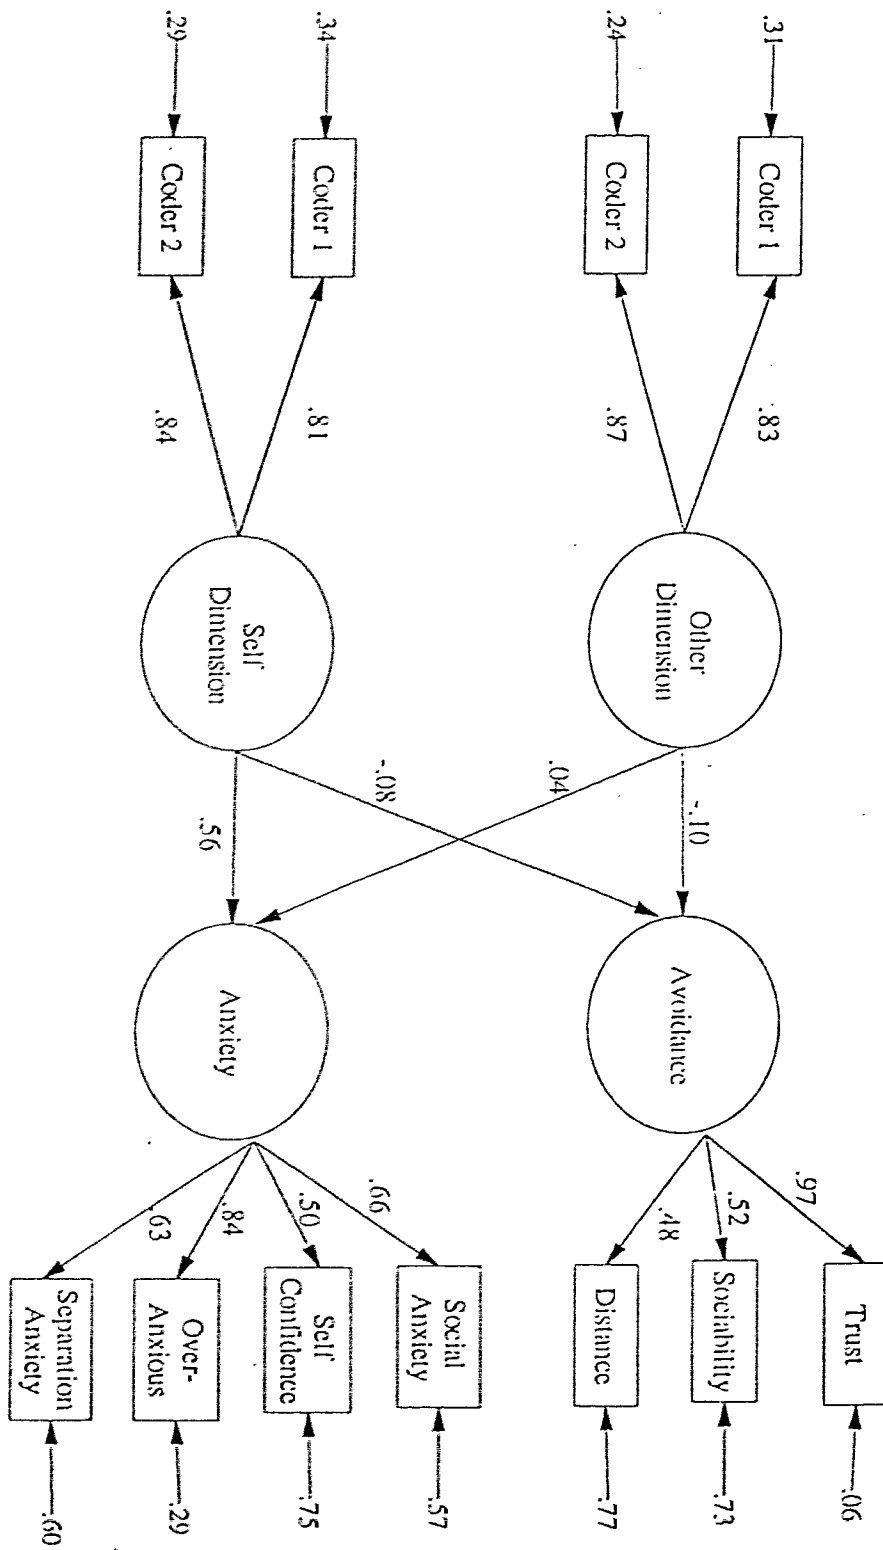 .31
Coder 1
.83
.24
Coder 2
.87
Other
Dimension
-.10
.04
Avoidance
.97
Trust
.06
.52
Sociability
.73
.48
Distance
.77
.34
Coder 1
.81
.29
Coder 2
.84
Self
Dimension
-.08
.56
Anxiety
.66
Social
Anxiety
.57
.50
Self
Confidence
.75
.84
Over-
Anxious
.29
.63
Separation
Anxiety
.60